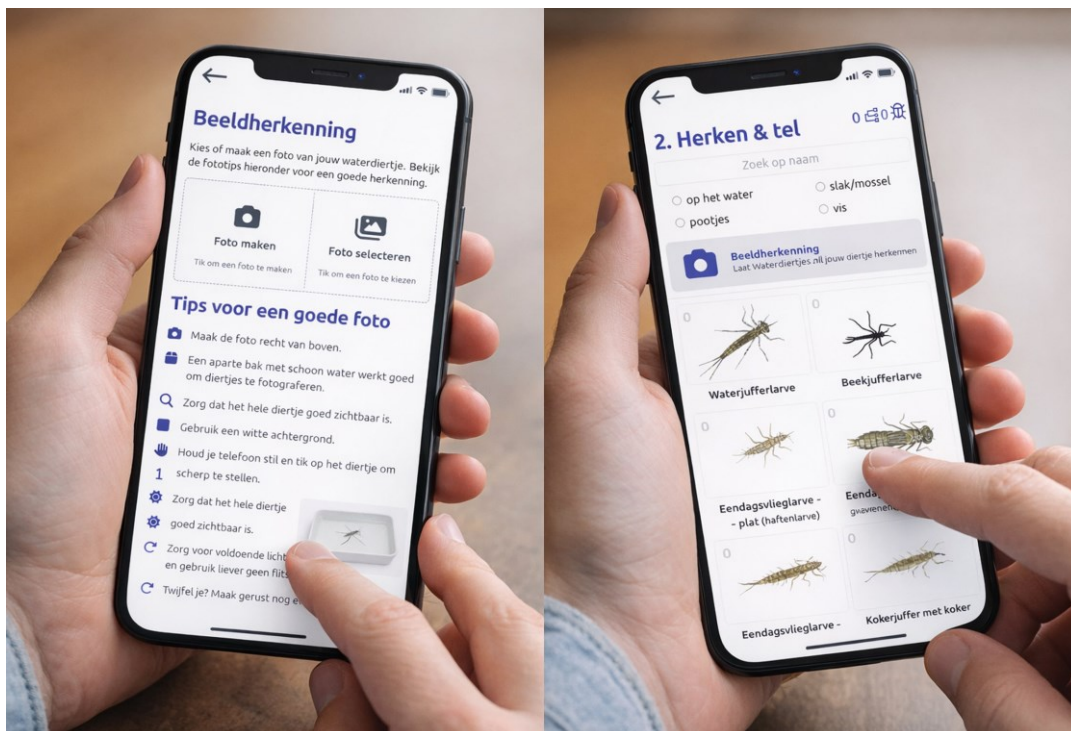 Beeldherkenning
Kies of maak een foto van jouw waterdiertje. Bekijk
de fototips hieronder voor een goede herkenning.
Foto maken
Tik om een foto te maken
Foto selecteren
Tik om een foto te kiezen
Tips voor een goede foto
Maak de foto recht van boven.
Een aparte bak met schoon water werkt goed
om diertjes te fotograferen.
Zorg dat het hele diertje goed zichtbaar is.
Gebruik een witte achtergrond.
Houd je telefoon stil en tik op het diertje om
1 scherp te stellen.
Zorg dat het hele diertje
goed zichtbaar is.
Zorg voor voldoende licht
en gebruik liever geen flits
Twijfel je? Maak gerust nog
2. Herken & tel
0 0
Zoek op naam
op het water
slak/mossel
pootjes
vis
Beeldherkenning
Laat Waterdiertjes jouw diertje herkennen
0
Waterjufferlarve
0
Beekjufferlarve
0
Eendagsvlieglarve -
- plat (haftenlarve)
0
0
Eendagsvlieglarve -
0
Kokerjuffer met koker